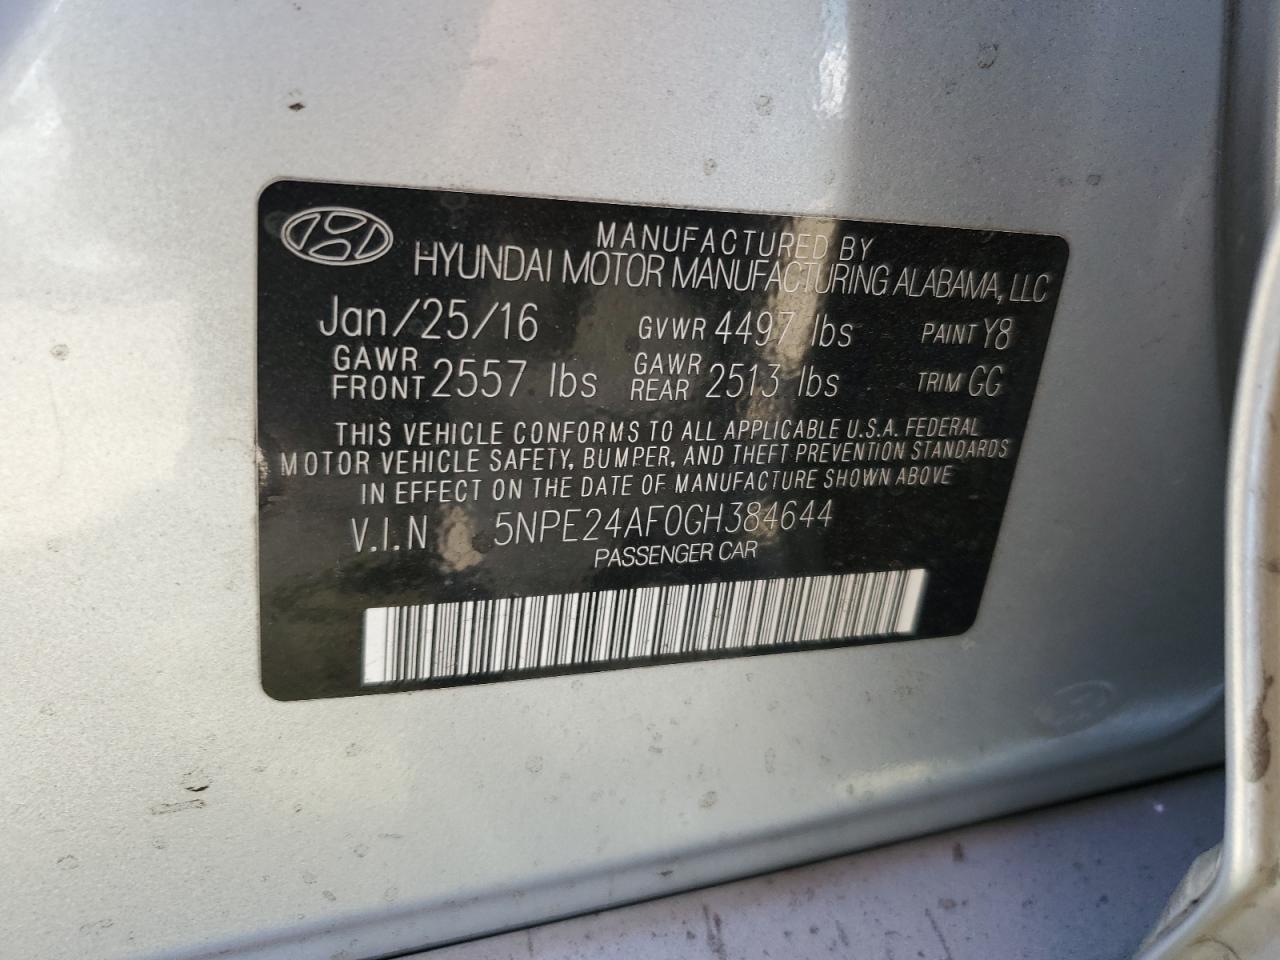 MANUFACTURED BY
HYUNDAI MOTOR MANUFACTURING ALABAMA, LLC
Jan/25/16 GVWR 4497 lbs PAINT Y8
GAWR FRONT 2557 lbs GAWR REAR 2513 lbs TRIM GG
THIS VEHICLE CONFORMS TO ALL APPLICABLE U.S.A. FEDERAL
MOTOR VEHICLE SAFETY, BUMPER, AND THEFT PREVENTION STANDARDS
IN EFFECT ON THE DATE OF MANUFACTURE SHOWN ABOVE
V.I.N 5NPE24AF0GH384644
PASSENGER CAR